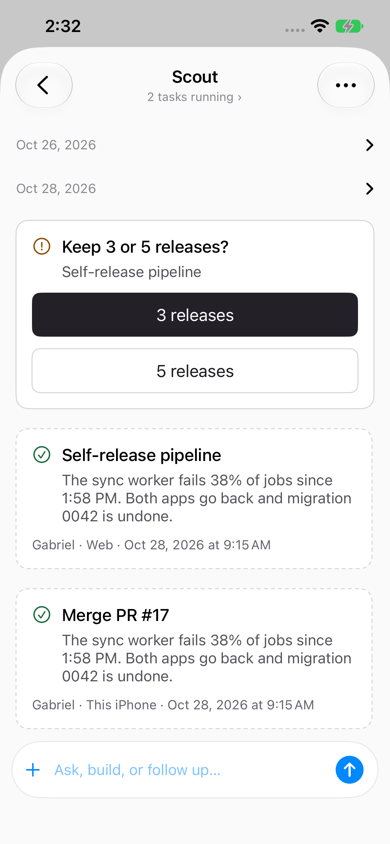 2:32
Scout
2 tasks running ›
Oct 26, 2026
Oct 28, 2026
Keep 3 or 5 releases?
Self-release pipeline
3 releases
5 releases
Self-release pipeline
The sync worker fails 38% of jobs since
1:58 PM. Both apps go back and migration
0042 is undone.
Gabriel · Web · Oct 28, 2026 at 9:15 AM
Merge PR #17
The sync worker fails 38% of jobs since
1:58 PM. Both apps go back and migration
0042 is undone.
Gabriel · This iPhone · Oct 28, 2026 at 9:15 AM
Ask, build, or follow up...